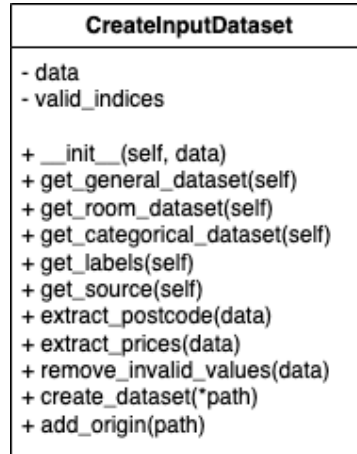 CreateInputDataset
- data
- valid_indices
+ __init__(self, data)
+ get_general_dataset(self)
+ get_room_dataset(self)
+ get_categorical_dataset(self)
+ get_labels(self)
+ get_source(self)
+ extract_postcode(data)
+ extract_prices(data)
+ remove_invalid_values(data)
+ create_dataset(*path)
+ add_origin(path)